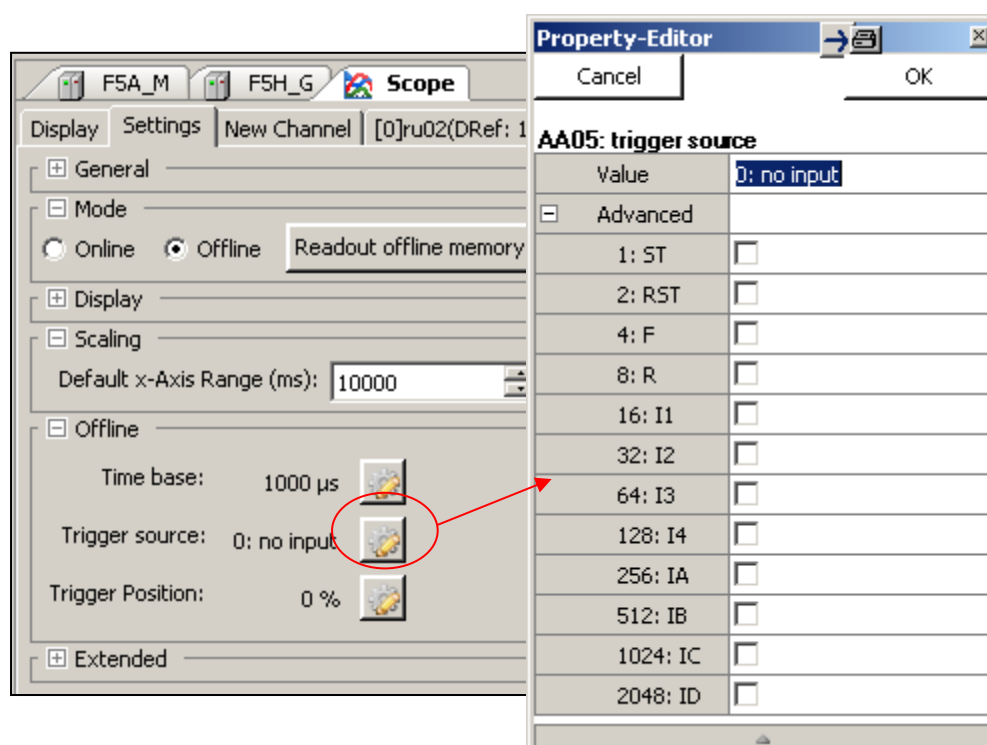 F5A_M F5H_G Scope
Display Settings New Channel [0]ru02(DRef: 1
General
Mode
Online Offline Readout offline memory
Display
Scaling
Default x-Axis Range (ms): 10000
Offline
Time base: 1000 µs
Trigger source: 0: no input
Trigger Position: 0 %
Extended
Property-Editor
Cancel OK
AA05: trigger source
Value 0: no input
Advanced
1: ST
2: RST
4: F
8: R
16: I1
32: I2
64: I3
128: I4
256: IA
512: IB
1024: IC
2048: ID